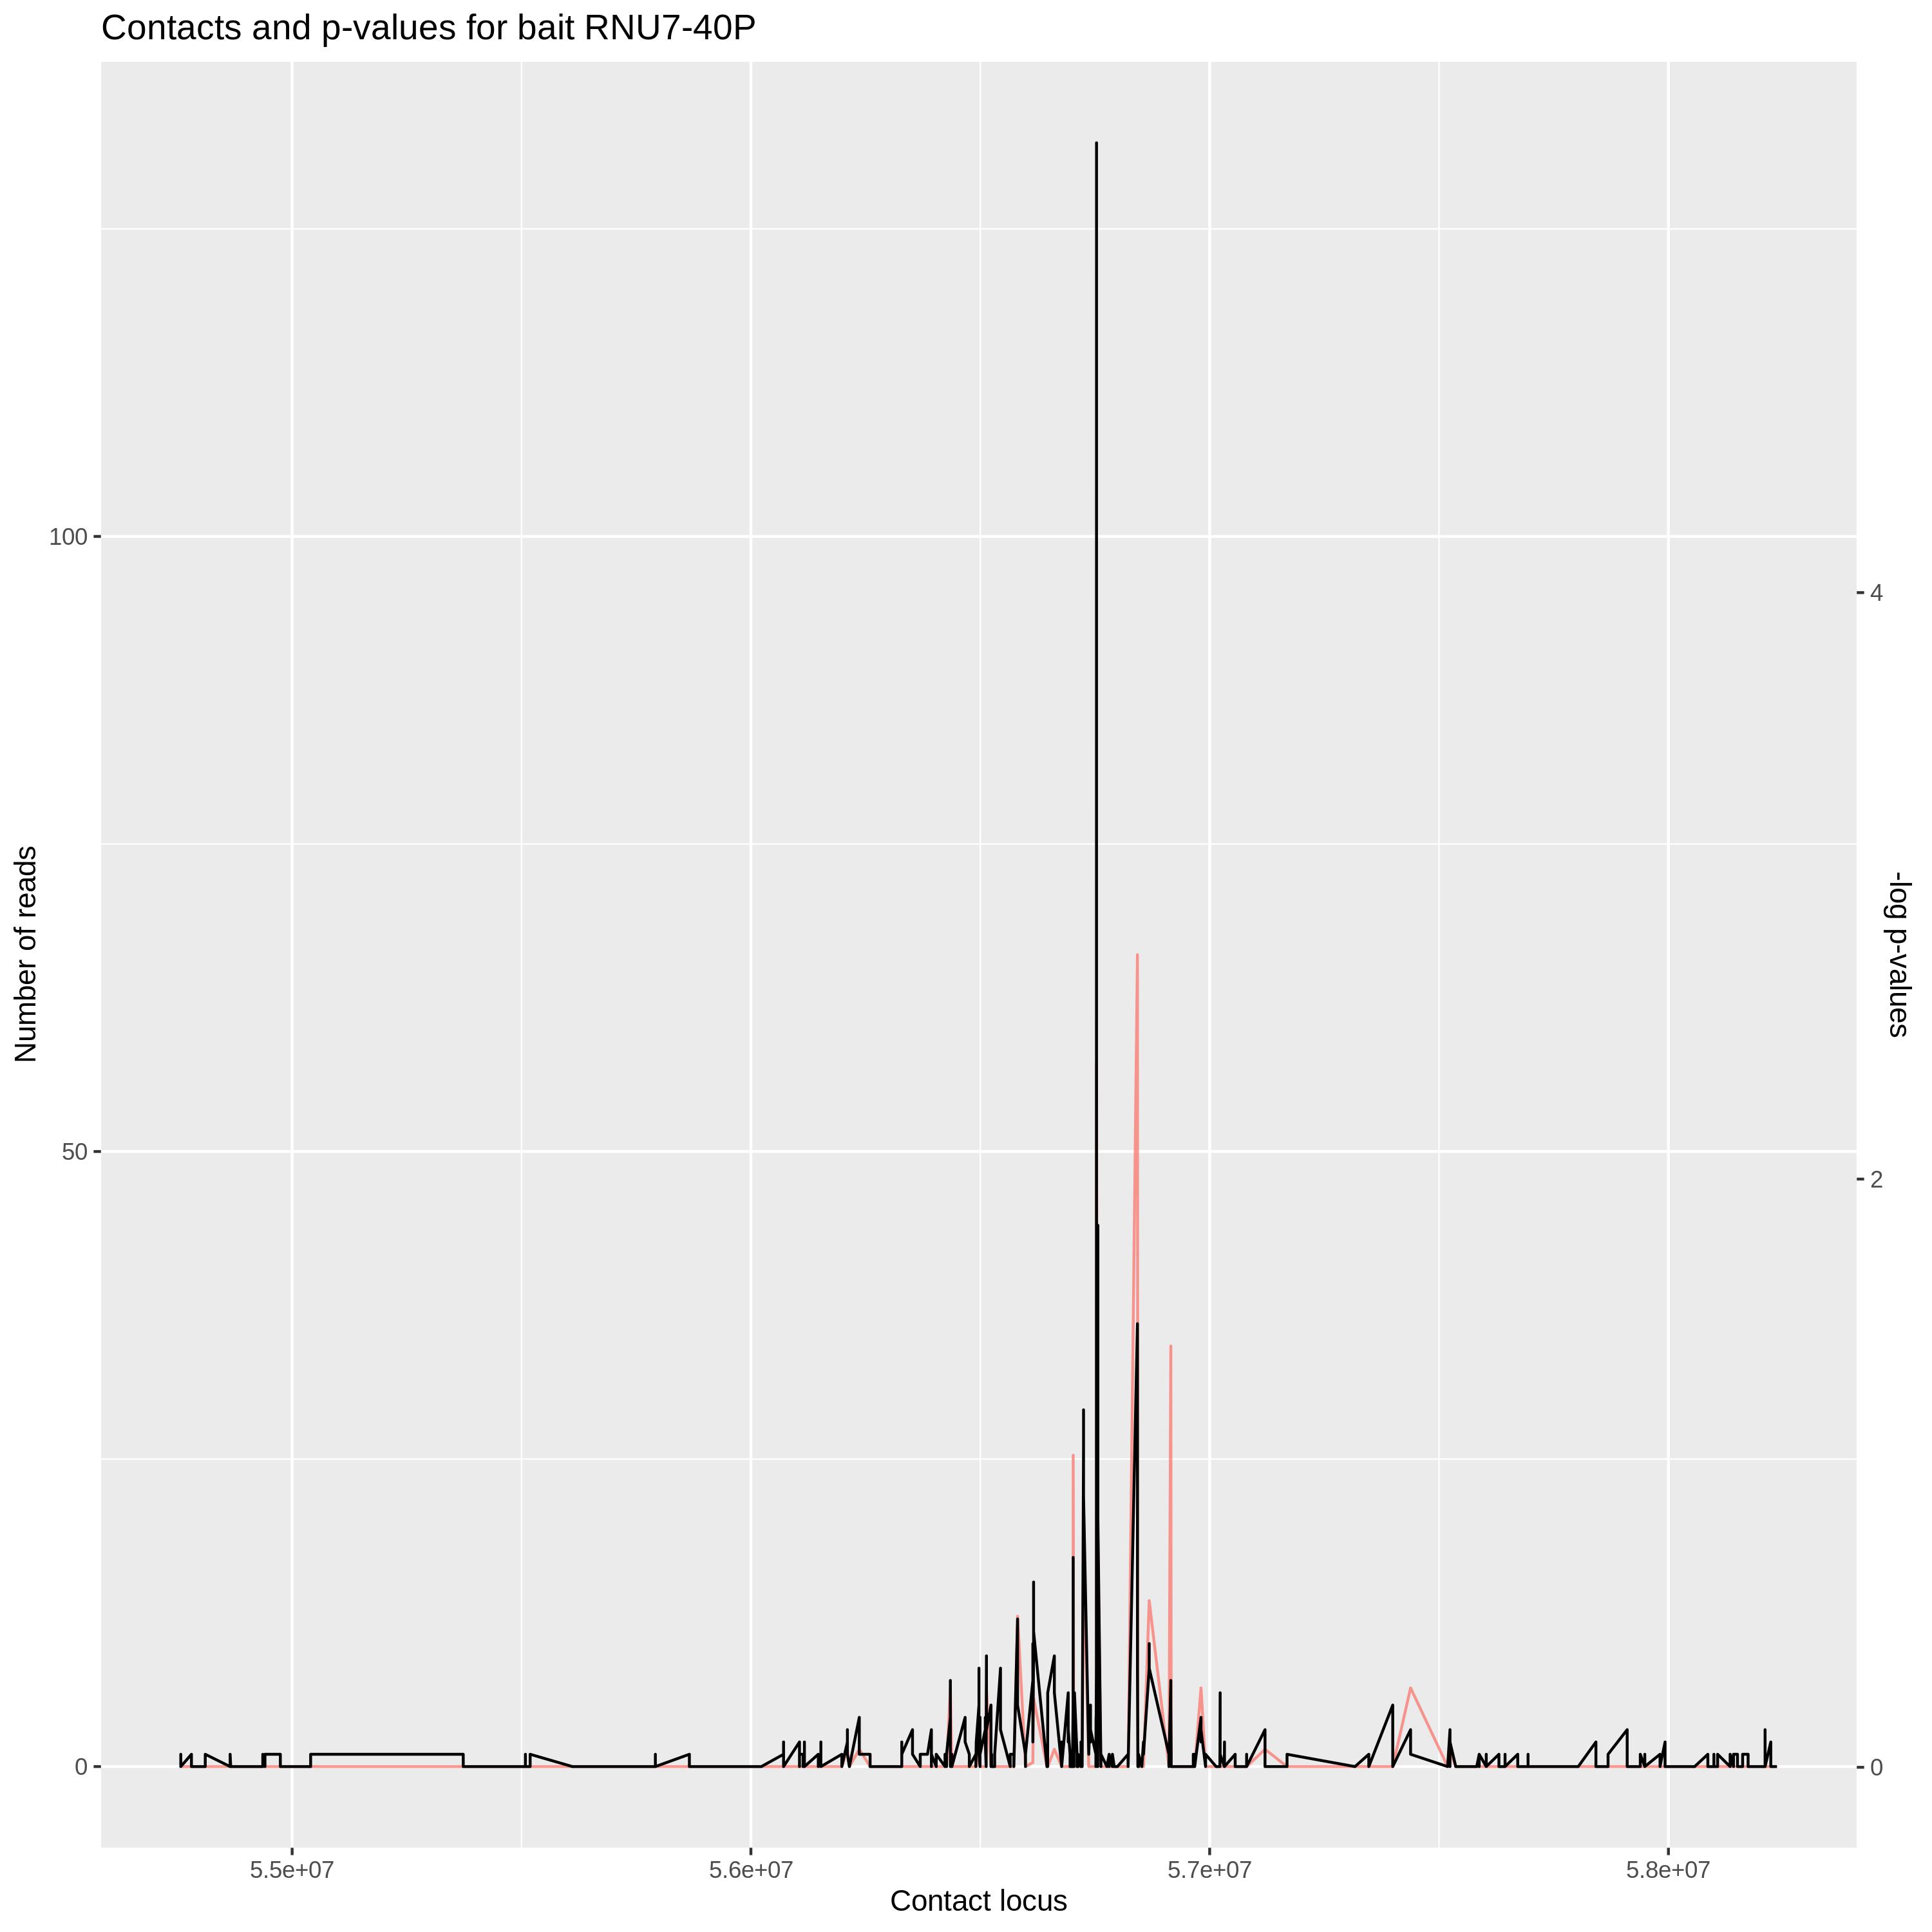 Contacts and p-values for bait RNU7-40P
100
50
0
Number of reads
4
2
0
-log p-values
5.5e+07
5.6e+07
5.7e+07
5.8e+07
Contact locus